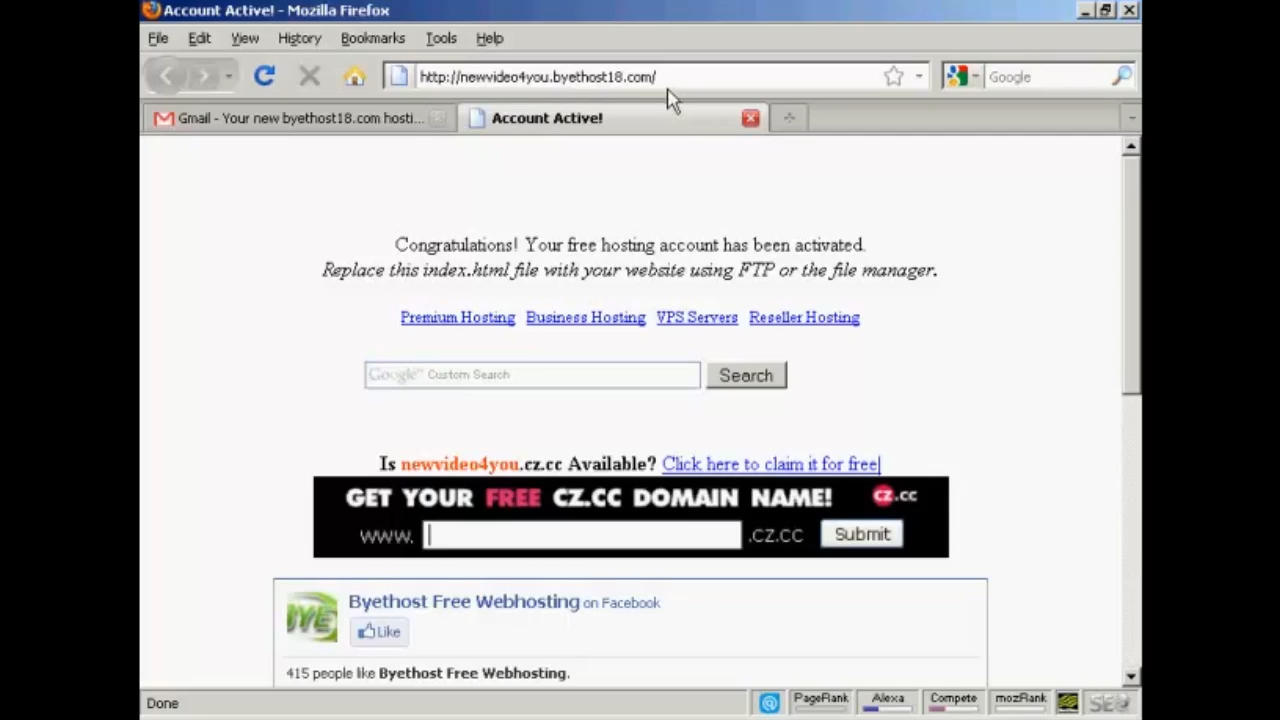 Account Active! - Mozilla Firefox
File Edit View History Bookmarks Tools Help
http://newvideo4you.byethost18.com/
Google
Gmail - Your new byethost18.com hosti...
Account Active!
Congratulations! Your free hosting account has been activated.
Replace this index.html file with your website using FTP or the file manager.
Premium Hosting Business Hosting VPS Servers Reseller Hosting
Google™ Custom Search
Search
Is newvideo4you.cz.cc Available? Click here to claim it for free
GET YOUR FREE CZ.CC DOMAIN NAME! cz.cc
www. .CZ.CC Submit
BYE
Byethost Free Webhosting on Facebook
Like
415 people like Byethost Free Webhosting.
Done
PageRank Alexa Compete mozRank